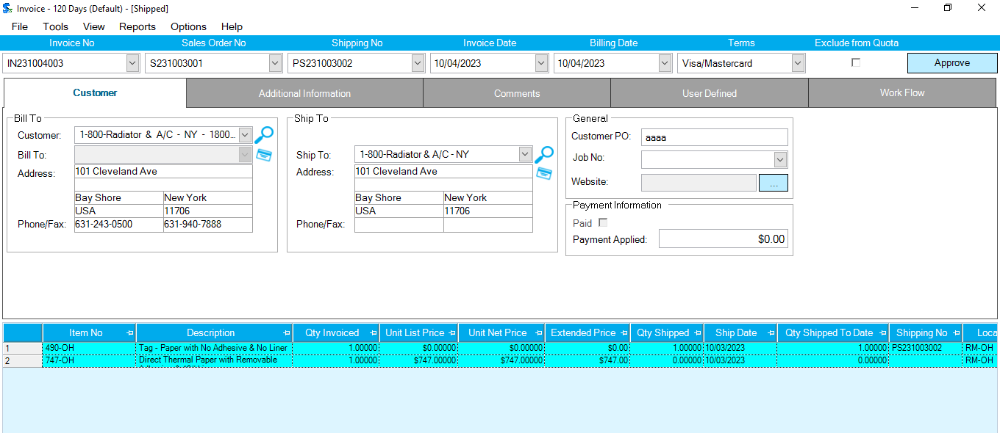 Invoice - 120 Days (Default) - [Shipped]
File Tools View Reports Options Help
Invoice No Sales Order No Shipping No Invoice Date Billing Date Terms Exclude from Quota
IN231004003 S231003001 PS231003002 10/04/2023 10/04/2023 Visa/Mastercard Approve
Customer Additional Information Comments User Defined Work Flow
Bill To
Customer: 1-800-Radiator & A/C - NY - 1800...
Bill To:
Address: 101 Cleveland Ave
Bay Shore New York
USA 11706
Phone/Fax: 631-243-0500 631-940-7888
Ship To
Ship To: 1-800-Radiator & A/C - NY
Address: 101 Cleveland Ave
Bay Shore New York
USA 11706
Phone/Fax:
General
Customer PO: aaaa
Job No:
Website: ...
Payment Information
Paid
Payment Applied: $0.00
Item No Description Qty Invoiced Unit List Price Unit Net Price Extended Price Qty Shipped Ship Date Qty Shipped To Date Shipping No Loca
1 490-OH Tag - Paper with No Adhesive & No Liner 1.00000 $0.00000 $0.00000 $0.00 1.00000 10/03/2023 1.00000 PS231003002 RM-OH
2 747-OH Direct Thermal Paper with Removable 1.00000 $747.00000 $747.00000 $747.00 0.00000 10/03/2023 0.00000 RM-OH